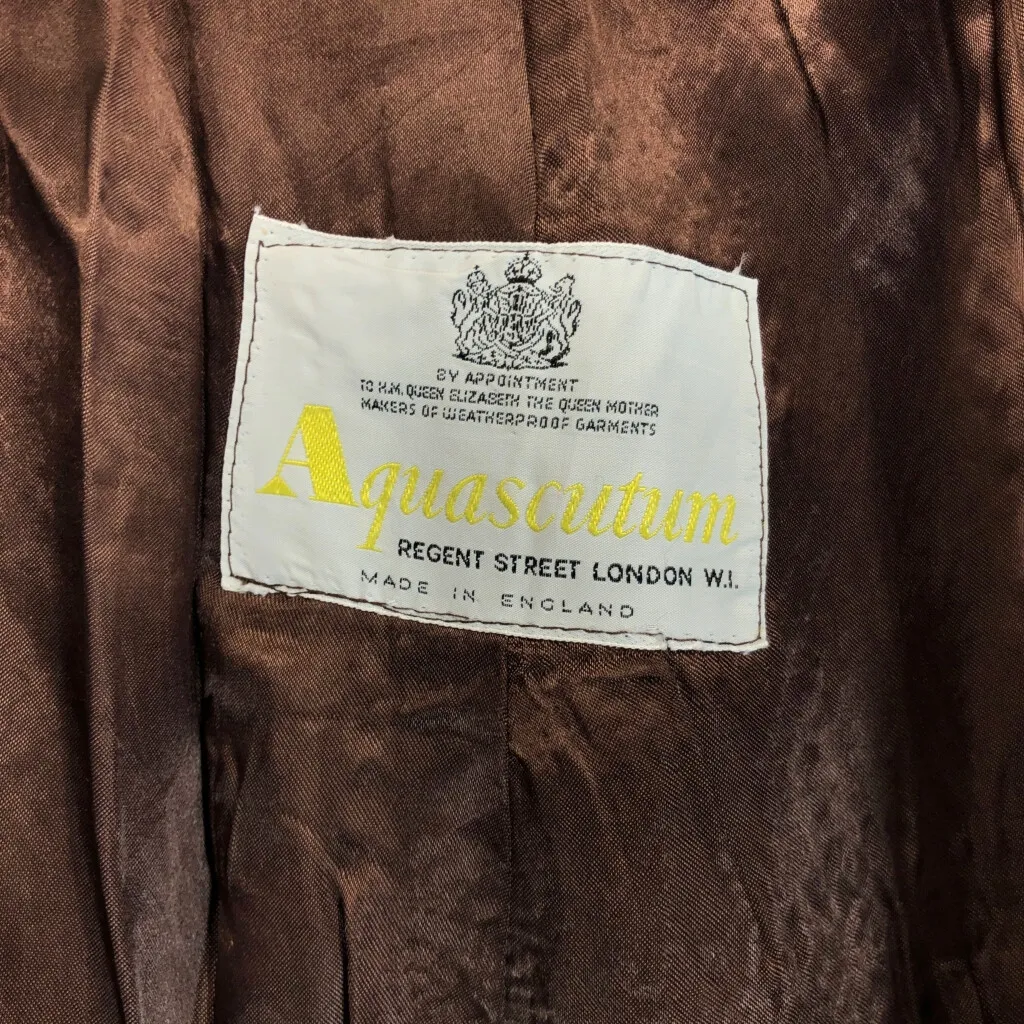 BY APPOINTMENT
TO H.M. QUEEN ELIZABETH THE QUEEN MOTHER
MAKERS OF WEATHERPROOF GARMENTS
Aquascutum
REGENT STREET LONDON W.I.
MADE IN ENGLAND